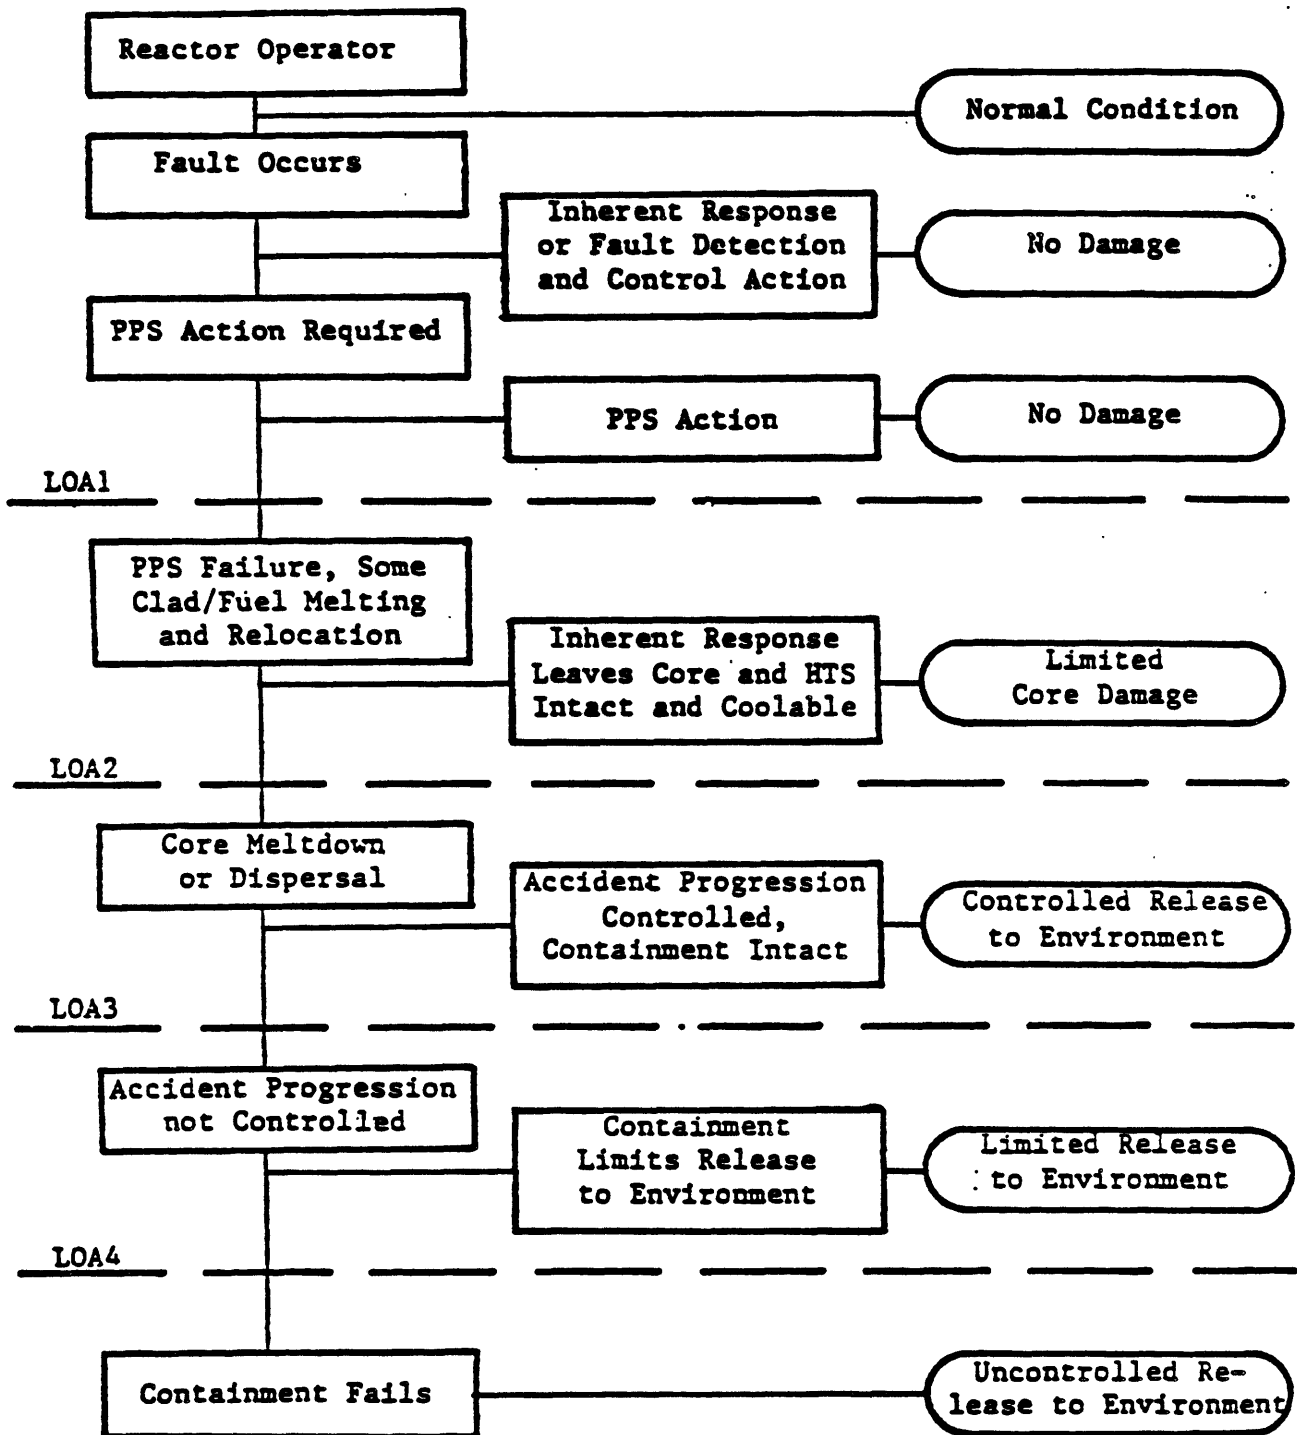 Reactor Operator
Normal Condition
Fault Occurs
Inherent Response
or Fault Detection
and Control Action
No Damage
PPS Action Required
PPS Action
No Damage
LOA1
PPS Failure, Some
Clad/Fuel Melting
and Relocation
Inherent Response
Leaves Core and HTS
Intact and Coolable
Limited
Core Damage
LOA2
Core Meltdown
or Dispersal
Accident Progression
Controlled,
Containment Intact
Controlled Release
to Environment
LOA3
Accident Progression
not Controlled
Containment
Limits Release
to Environment
Limited Release
to Environment
LOA4
Containment Fails
Uncontrolled Re-
lease to Environment